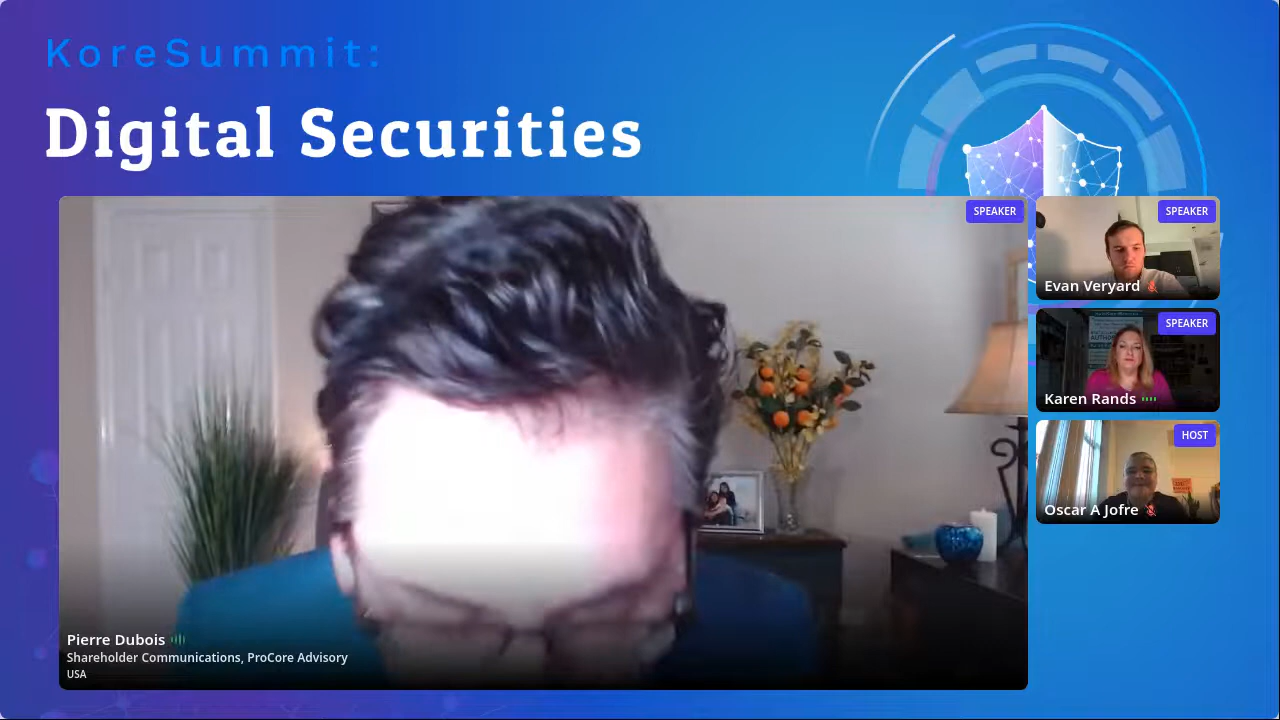 KoreSummit:
Digital Securities
SPEAKER
Pierre Dubois
Shareholder Communications, ProCore Advisory
USA
SPEAKER
Evan Veryard
SPEAKER
Karen Rands
HOST
Oscar A Jofre